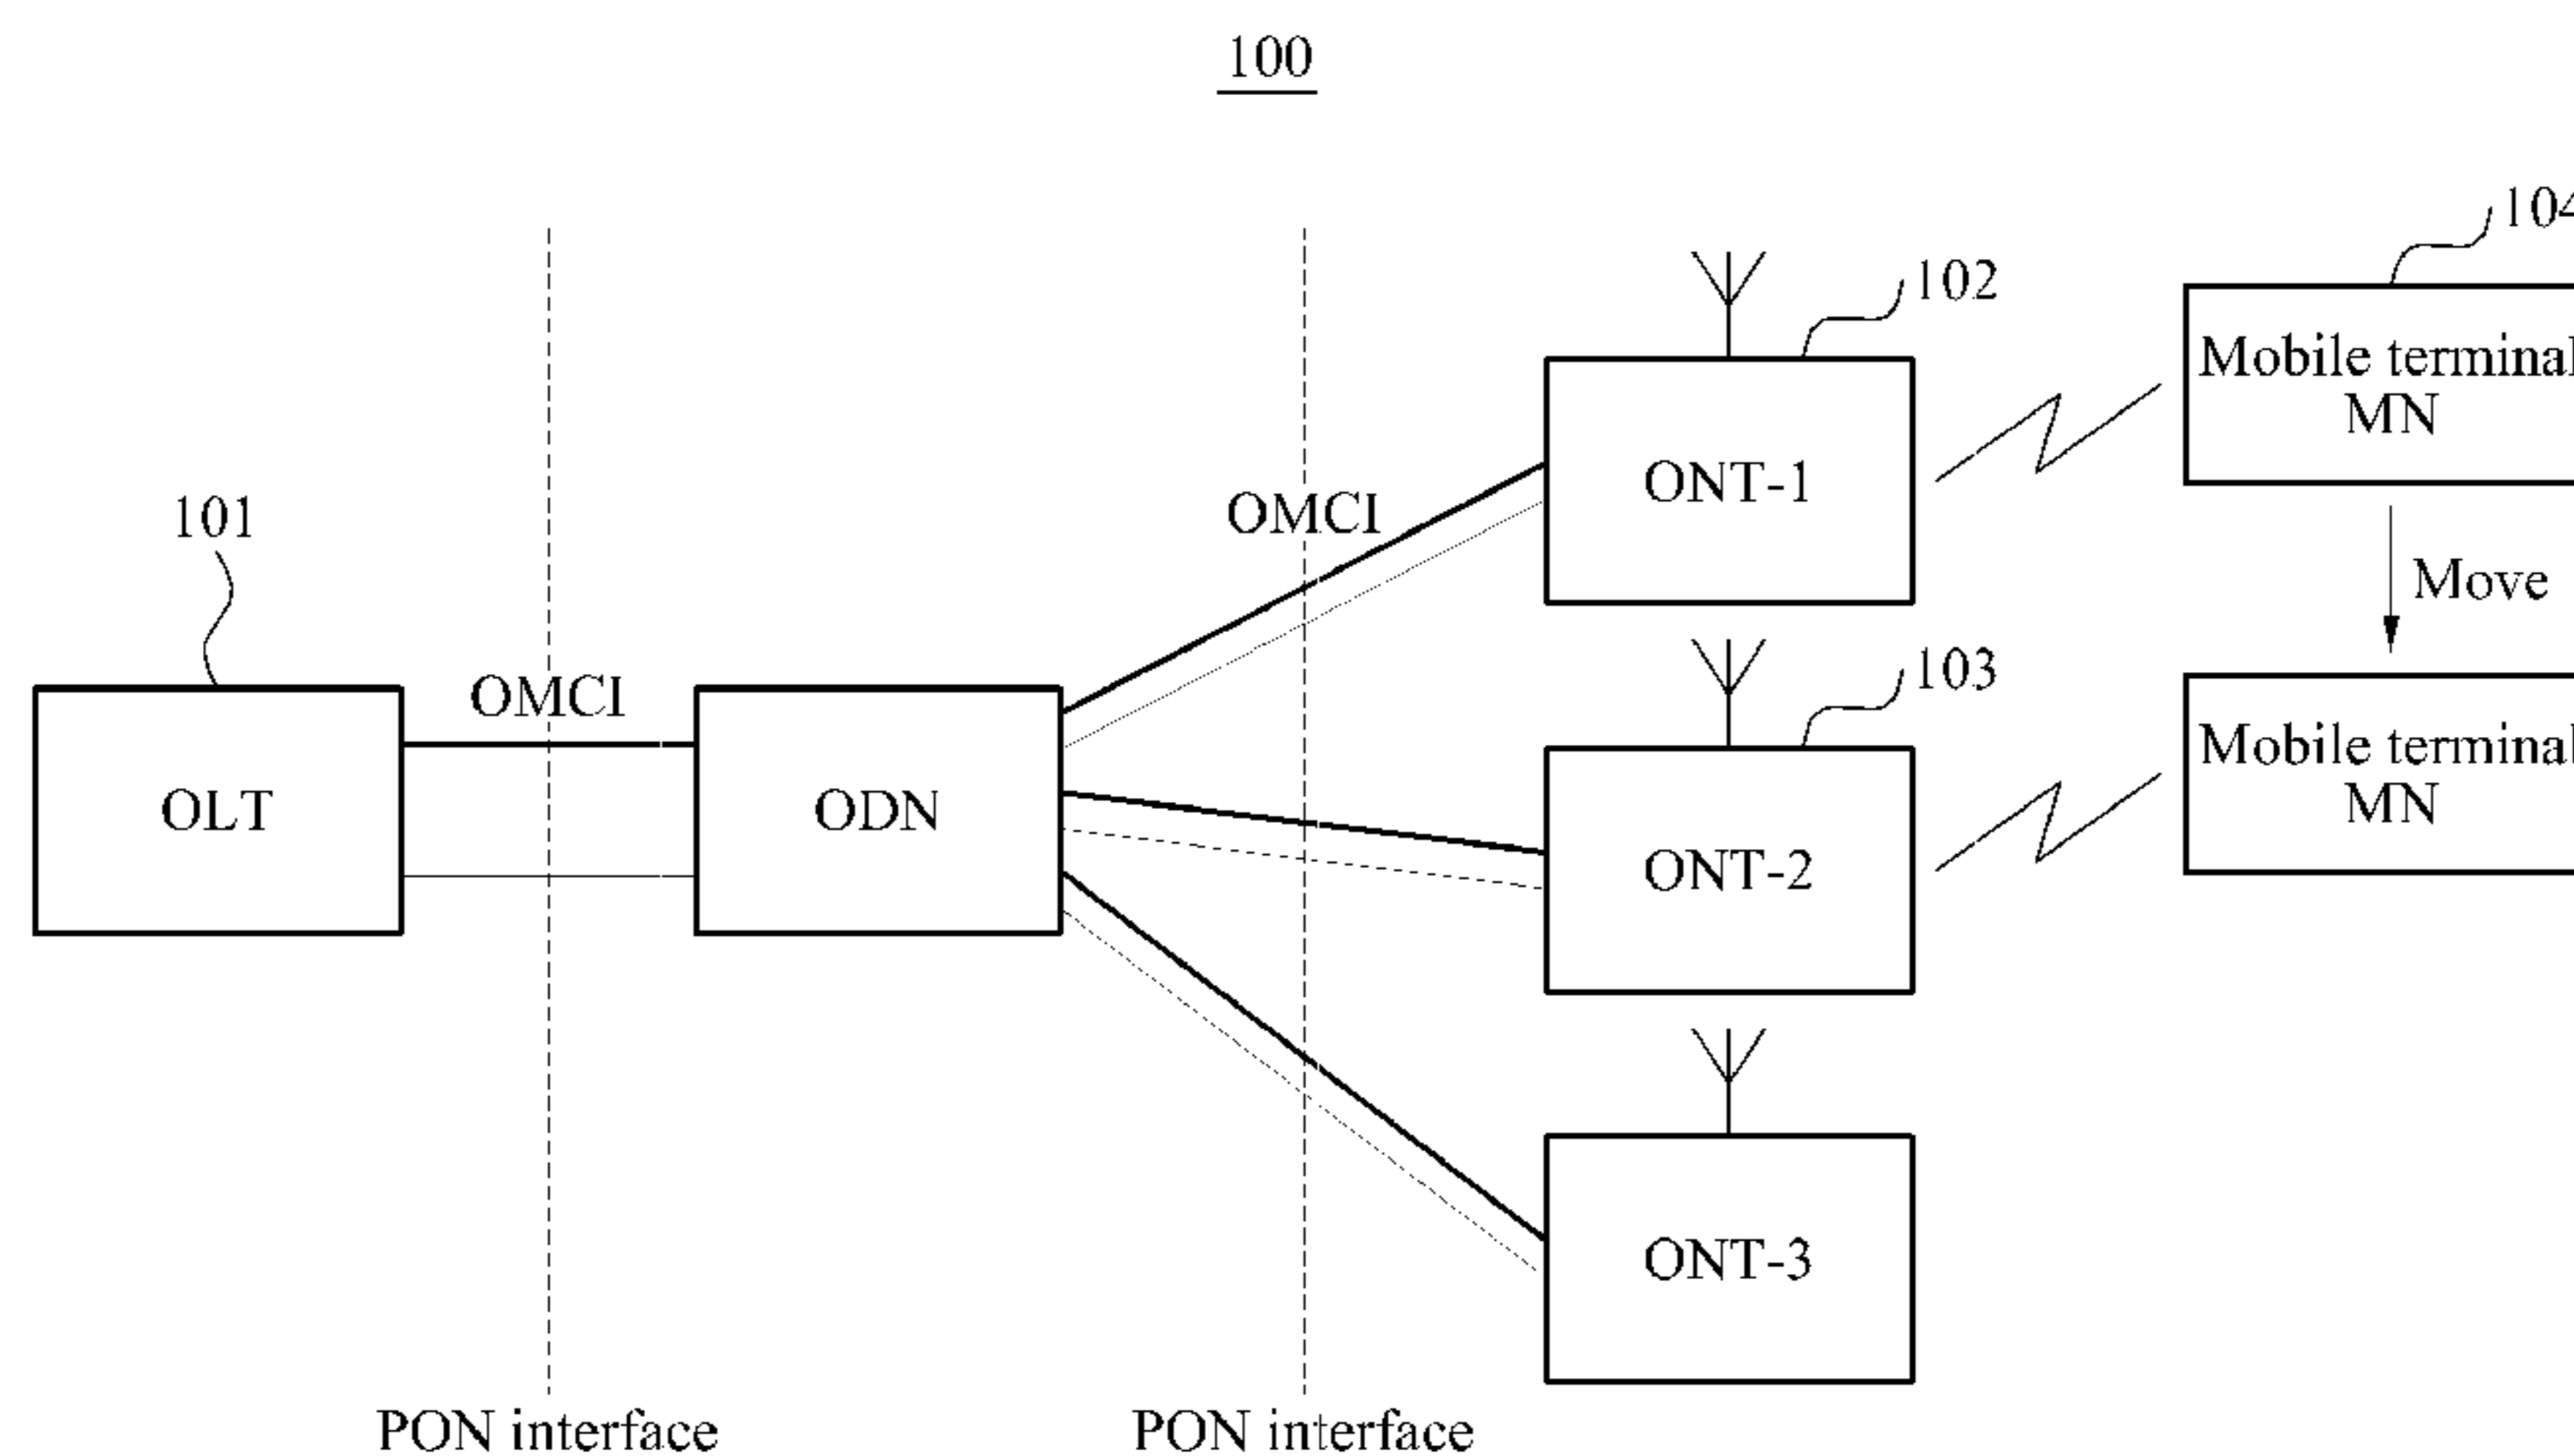 100
104
102
Mobile terminal
MN
ONT-1
OMCI
101
Move
103
OMCI
Mobile terminal
MN
OLT
ODN
ONT-2
ONT-3
PON interface
PON interface